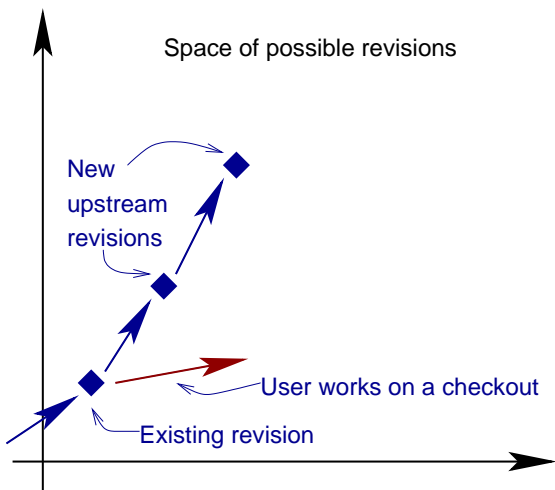 Space of possible revisions
New
upstream
revisions
User works on a checkout
Existing revision